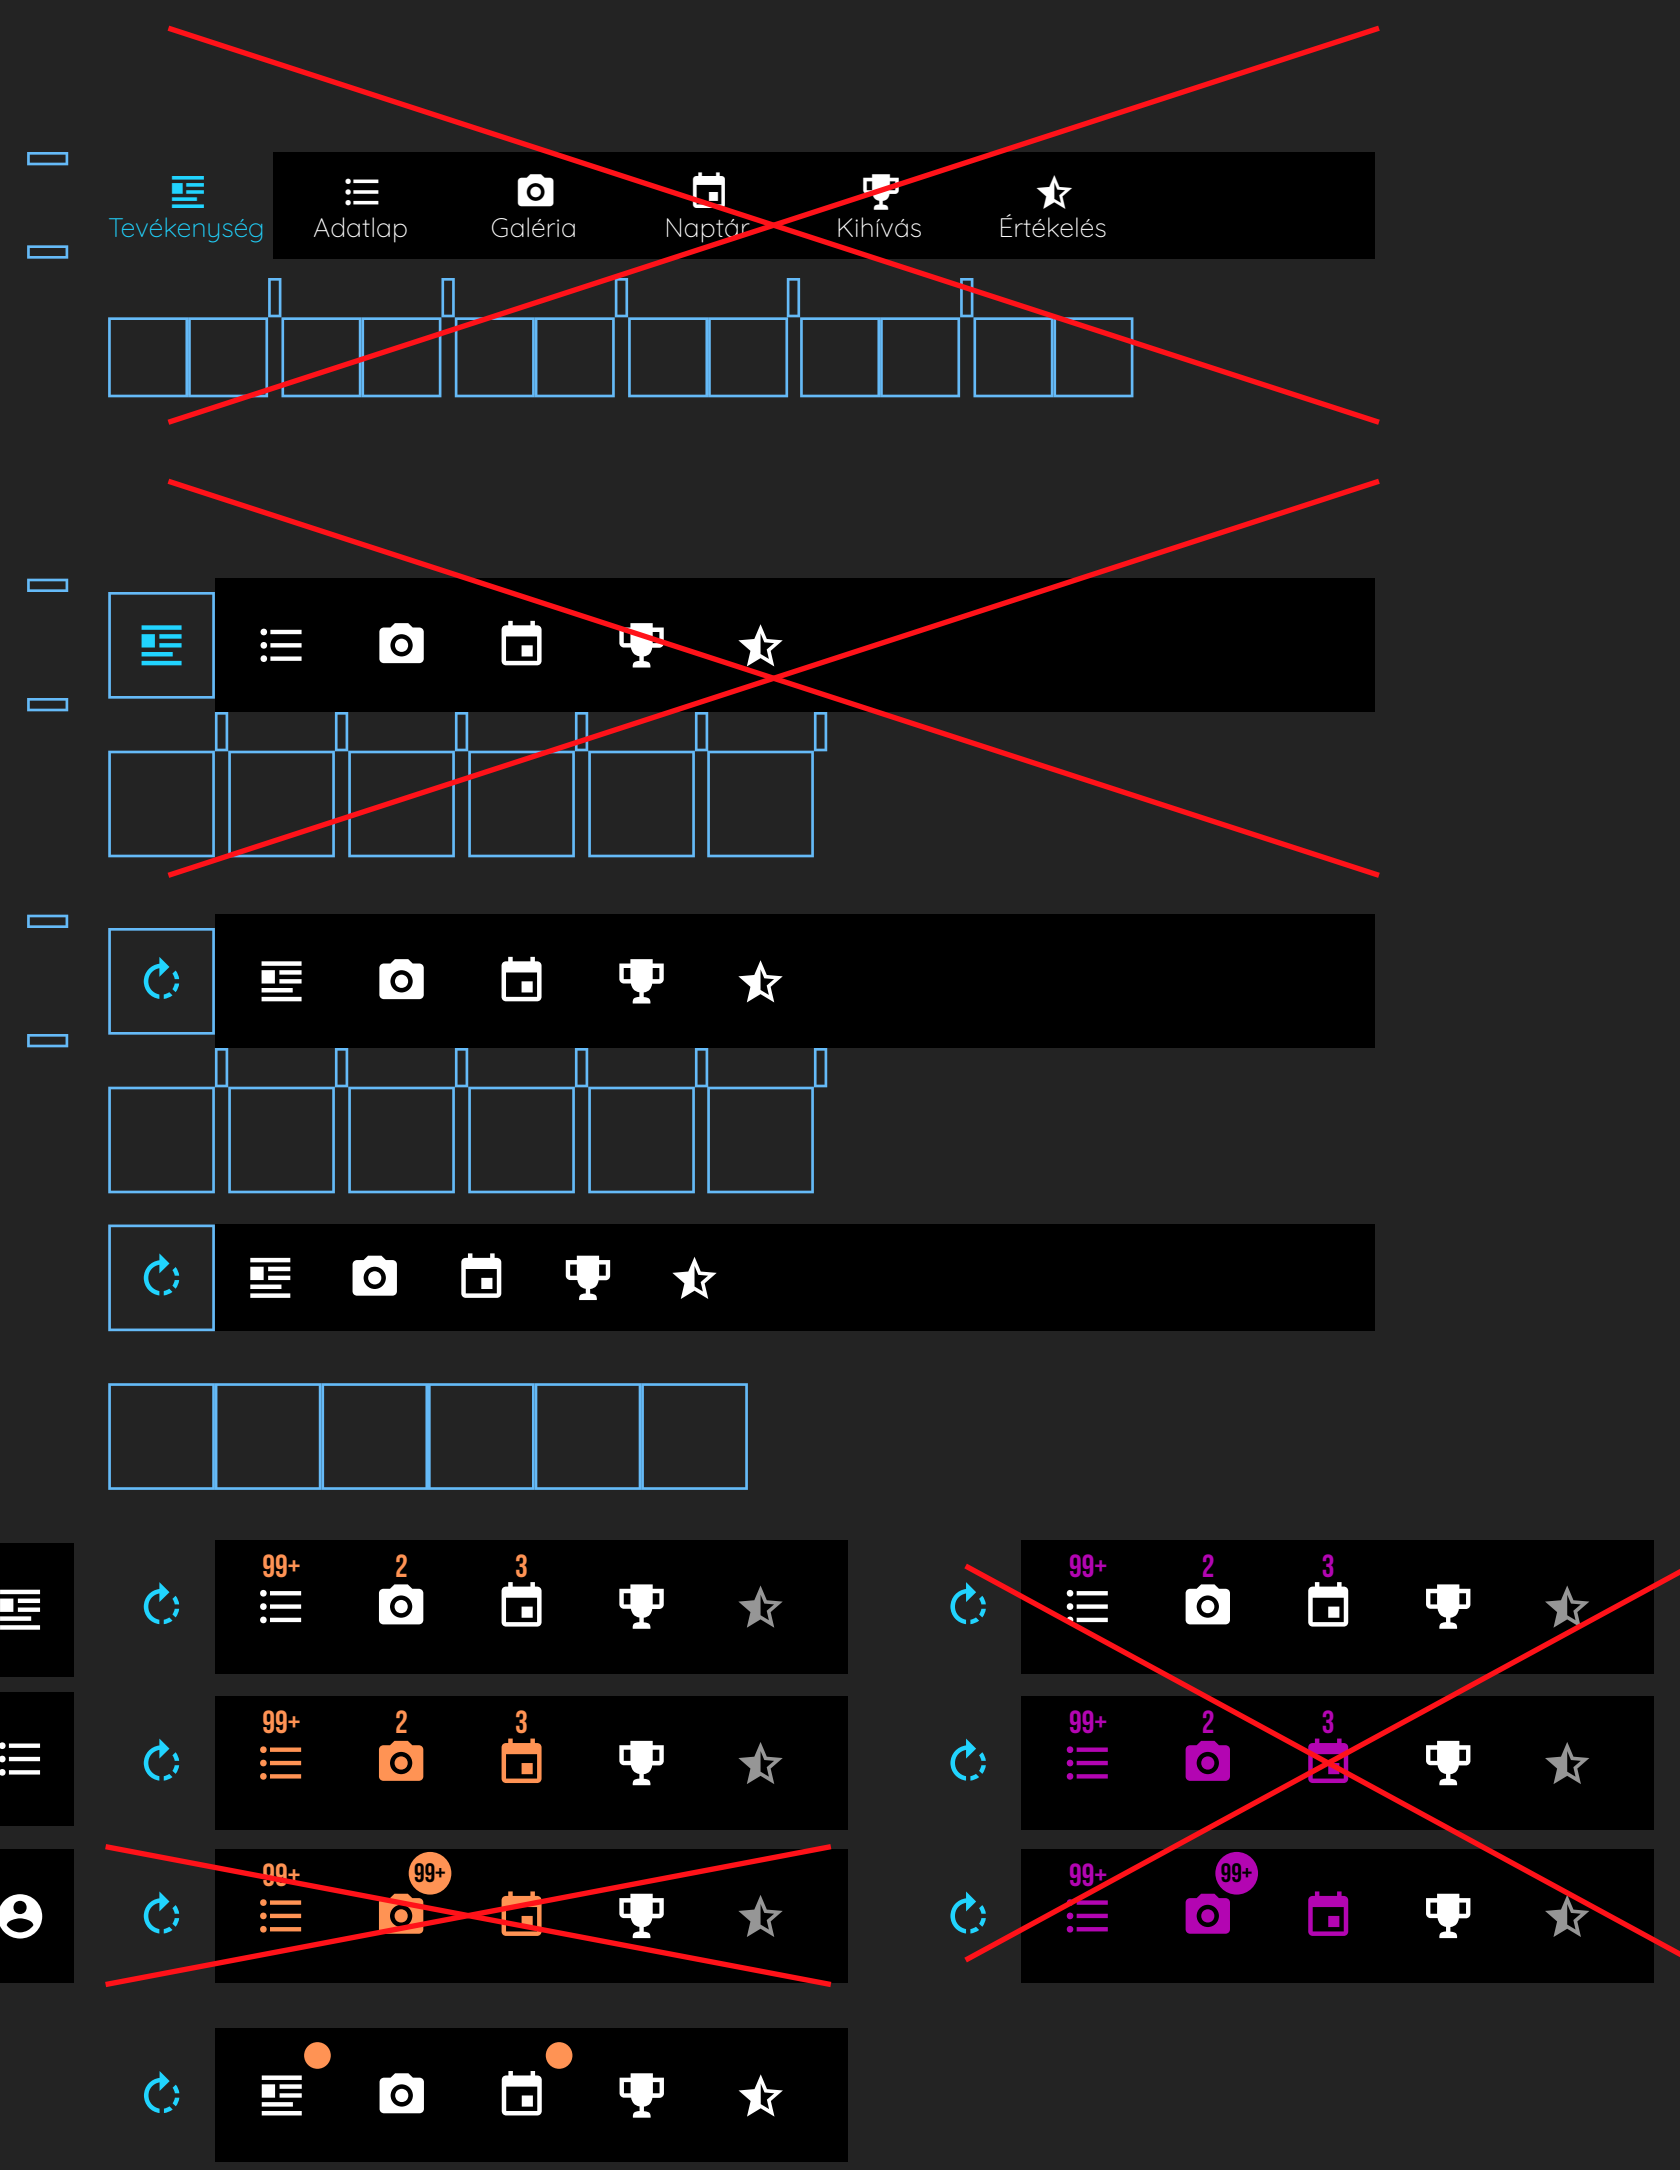 Tevékenység
Adatlap
Galéria
Naptár
Kihívás
Értékelés
99+ 2 3
99+ 2 3
99+ 2 3
99+ 2 3
99+ 99+
99+ 99+